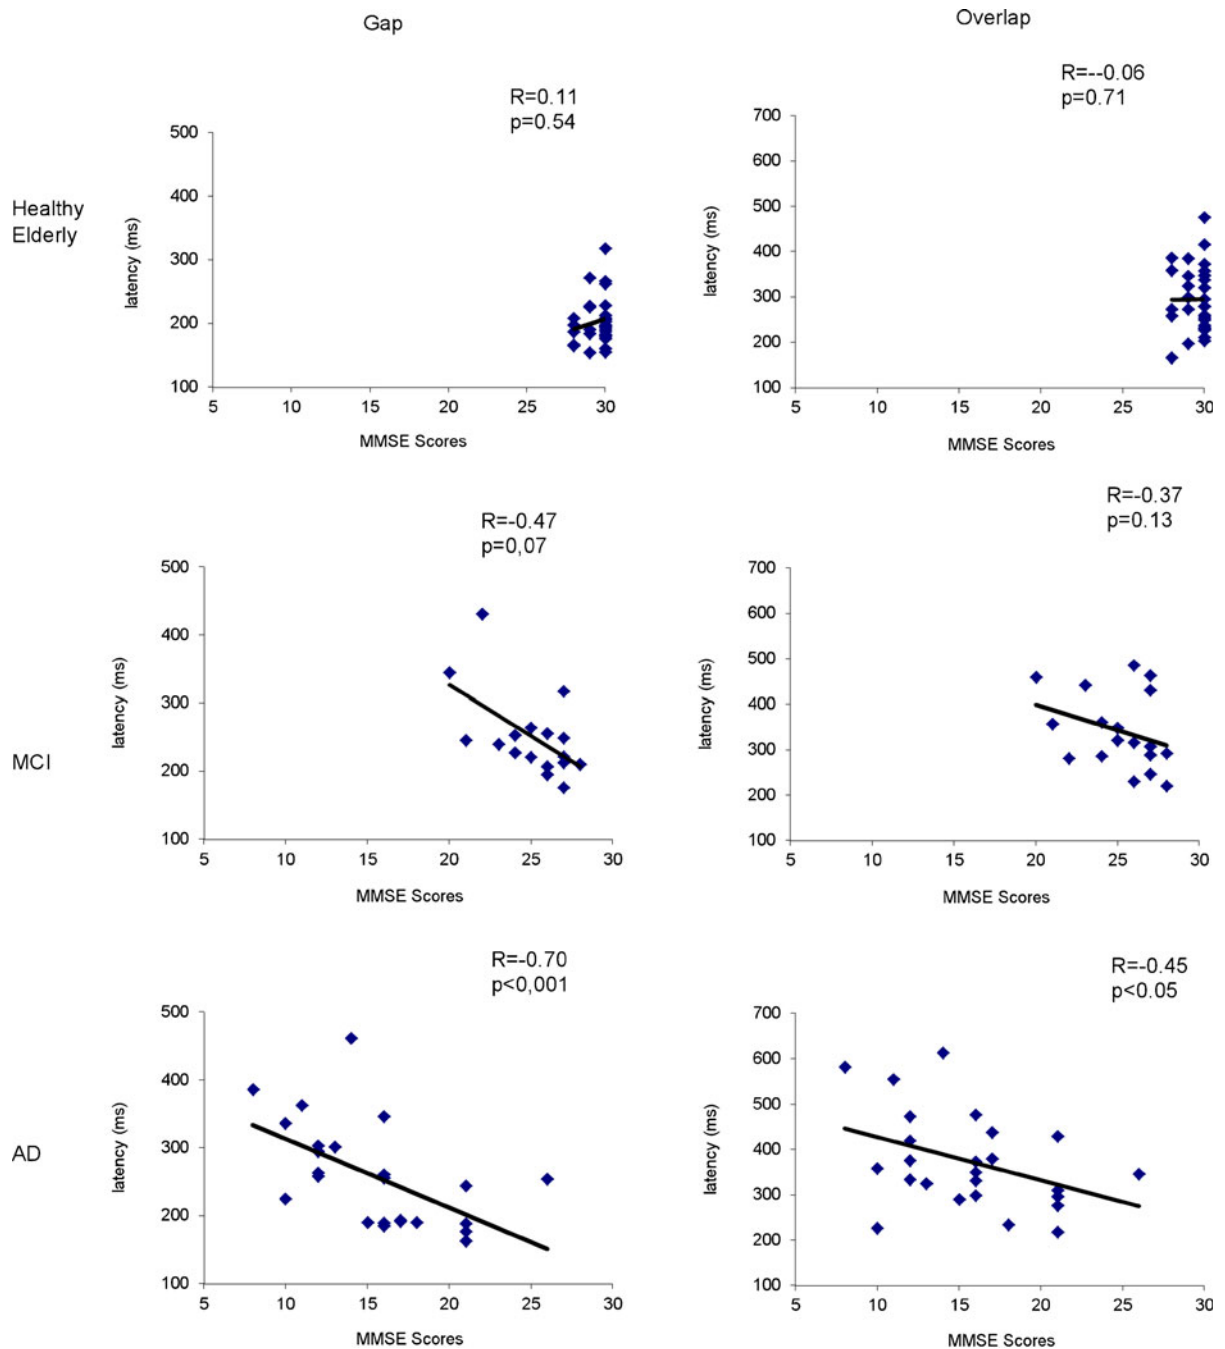 Gap
Overlap
R=0.11
p=0.54
R=--0.06
p=0.71
Healthy
Elderly
latency (ms)
500
400
300
200
100
5 10 15 20 25 30
MMSE Scores
latency (ms)
700
600
500
400
300
200
100
5 10 15 20 25 30
MMSE Scores
R=-0.47
p=0,07
R=-0.37
p=0.13
MCI
latency (ms)
500
400
300
200
100
5 10 15 20 25 30
MMSE Scores
latency (ms)
700
600
500
400
300
200
100
5 10 15 20 25 30
MMSE Scores
R=-0.70
p<0,001
R=-0.45
p<0.05
AD
latency (ms)
500
400
300
200
100
5 10 15 20 25 30
MMSE Scores
latency (ms)
700
600
500
400
300
200
100
5 10 15 20 25 30
MMSE Scores